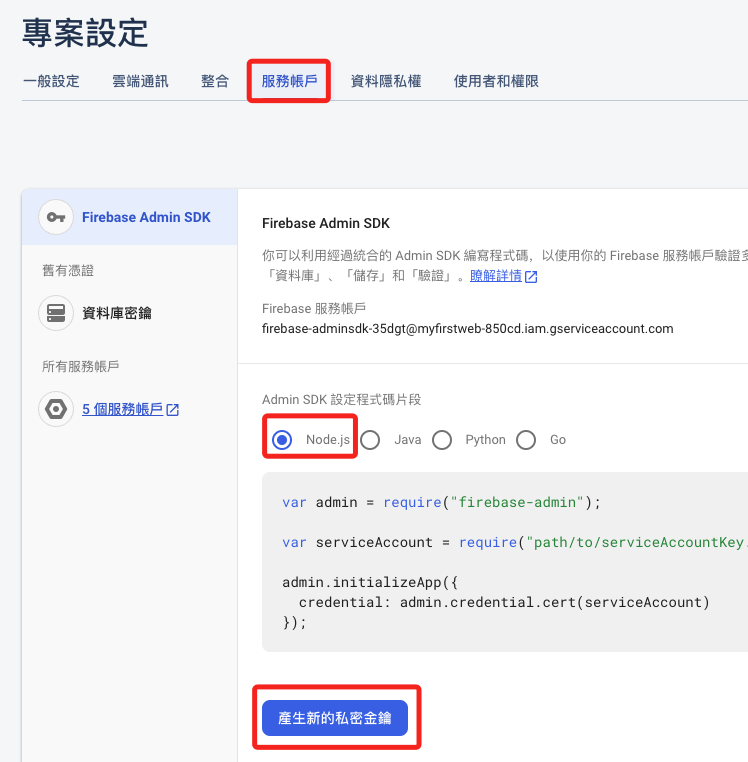 專案設定
一般設定 雲端通訊 整合 服務帳戶 資料隱私權 使用者和權限
Firebase Admin SDK
舊有憑證
資料庫密鑰
所有服務帳戶
5 個服務帳戶
Firebase Admin SDK
你可以利用經過統合的 Admin SDK 編寫程式碼，以使用你的 Firebase 服務帳戶驗證多
「資料庫」、「儲存」和「驗證」。瞭解詳情
Firebase 服務帳戶
firebase-adminsdk-35dgt@myfirstweb-850cd.iam.gserviceaccount.com
Admin SDK 設定程式碼片段
Node.js Java Python Go
var admin = require("firebase-admin");
var serviceAccount = require("path/to/serviceAccountKey.
admin.initializeApp({
credential: admin.credential.cert(serviceAccount)
});
產生新的私密金鑰